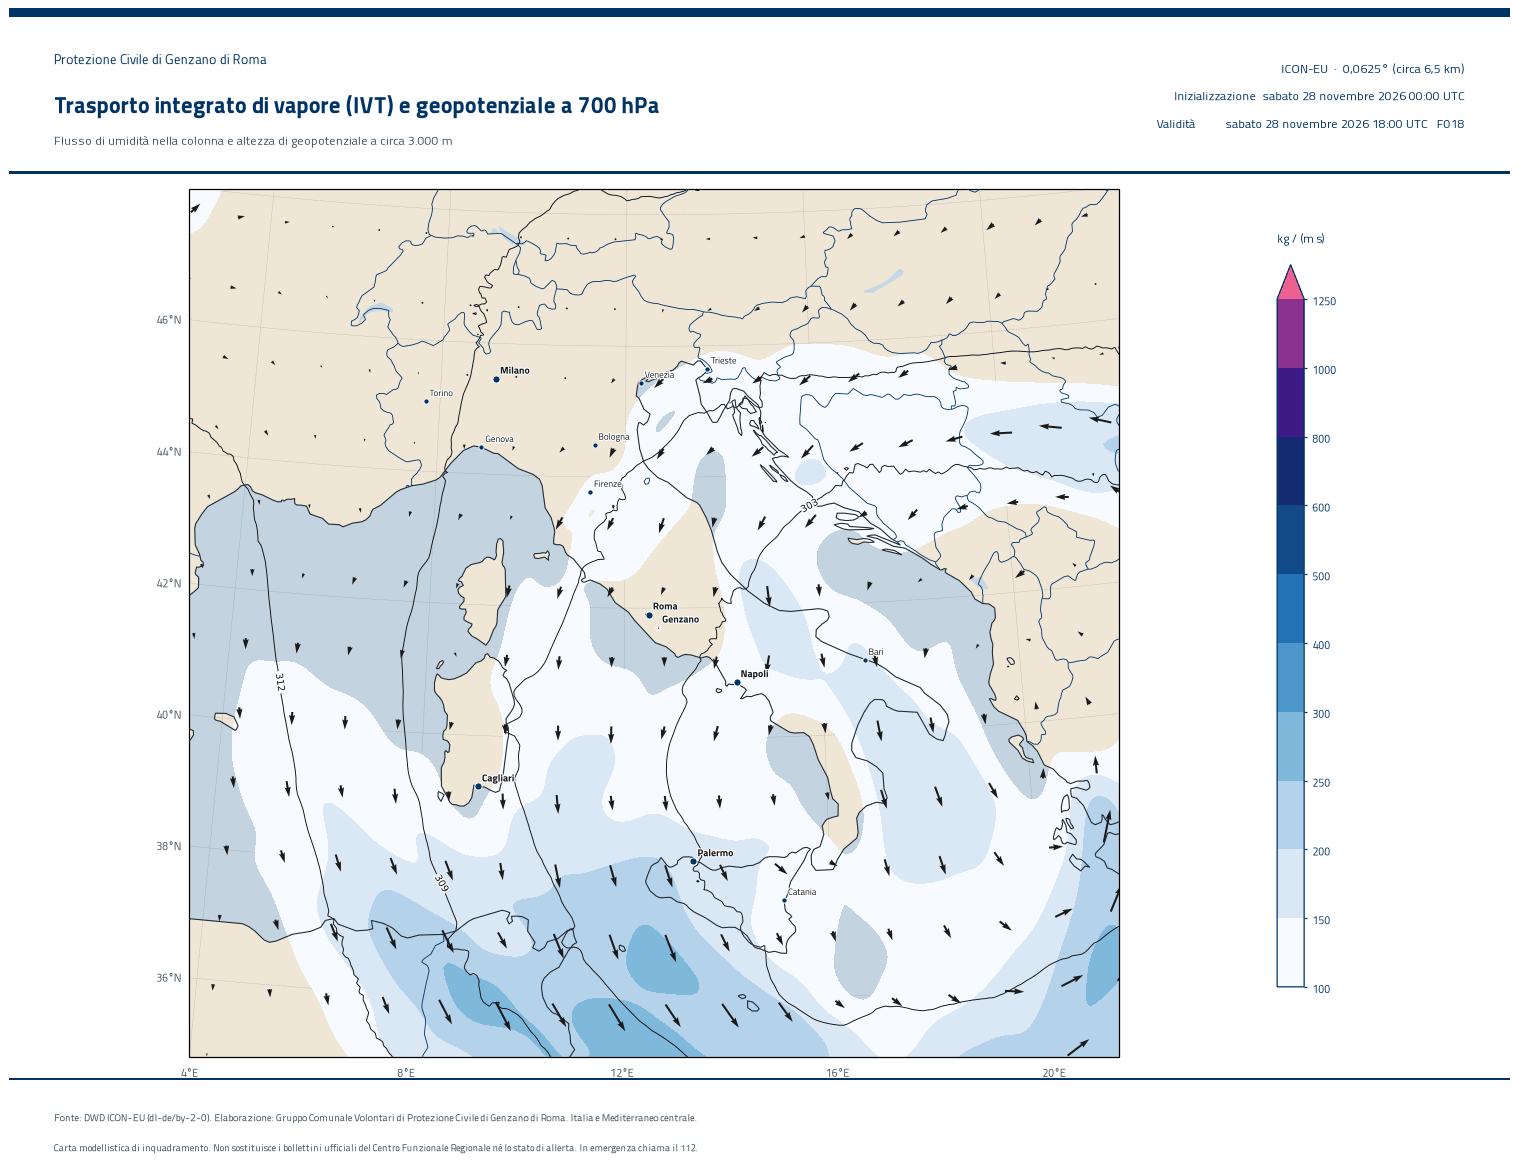 Protezione Civile di Genzano di Roma
Trasporto integrato di vapore (IVT) e geopotenziale a 700 hPa
Flusso di umidità nella colonna e altezza di geopotenziale a circa 3.000 m
ICON-EU · 0,0625° (circa 6,5 km)
Inizializzazione sabato 28 novembre 2026 00:00 UTC
Validità sabato 28 novembre 2026 18:00 UTC F018
kg / (m s)
1250
1000
800
600
500
400
300
250
200
150
100
46°N
44°N
42°N
40°N
38°N
36°N
4°E
8°E
12°E
16°E
20°E
Trieste
Venezia
Milano
Torino
Genova
Bologna
Firenze
303
Roma
Genzano
Bari
Napoli
312
Cagliari
Palermo
309
Catania
Fonte: DWD ICON-EU (dl-de/by-2-0). Elaborazione: Gruppo Comunale Volontari di Protezione Civile di Genzano di Roma. Italia e Mediterraneo centrale.
Carta modellistica di inquadramento. Non sostituisce i bollettini ufficiali del Centro Funzionale Regionale né lo stato di allerta. In emergenza chiama il 112.